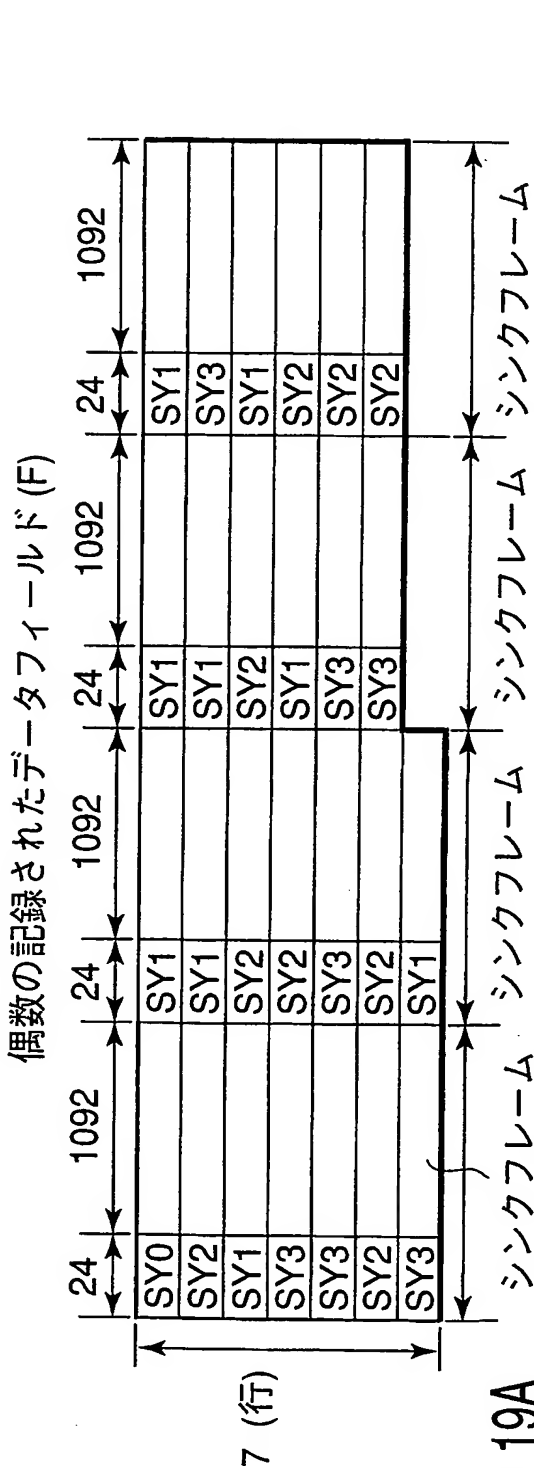 偶数の記録されたデータフィールド(F)
24 1092 24 1092 24 1092 24 1092
SY0 SY1 SY1 SY1
SY2 SY1 SY1 SY3
SY1 SY2 SY2 SY1
SY3 SY2 SY1 SY2
SY3 SY3 SY3 SY2
SY2 SY2 SY3 SY2
SY3 SY1
7 (行)
シンクフレーム シンクフレーム シンクフレーム シンクフレーム
19A